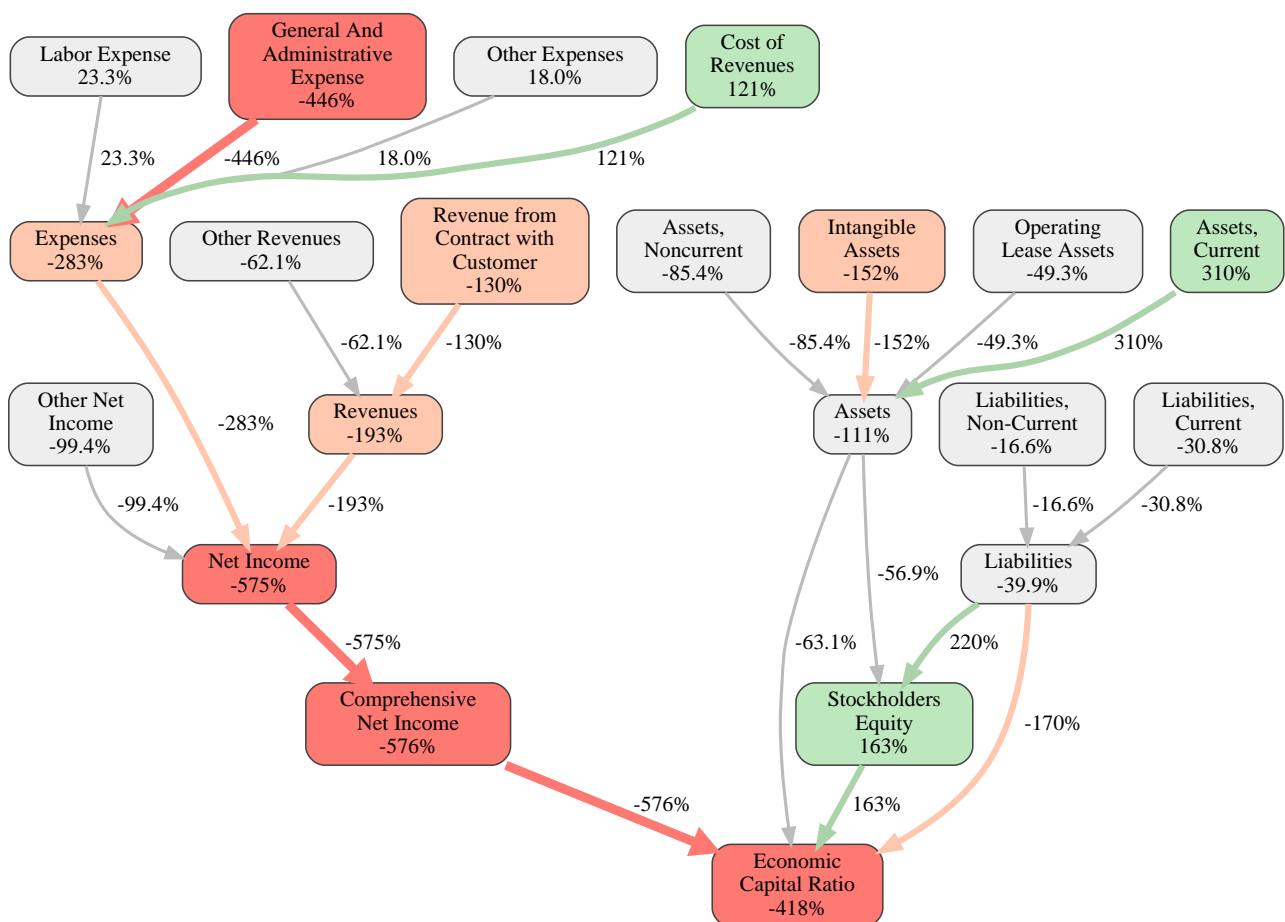 Labor Expense
23.3%
General And
Administrative
Expense
-446%
Other Expenses
18.0%
Cost of
Revenues
121%
23.3%
-446%
18.0%
121%
Expenses
-283%
Other Revenues
-62.1%
Revenue from
Contract with
Customer
-130%
Assets,
Noncurrent
-85.4%
Intangible
Assets
-152%
Operating
Lease Assets
-49.3%
Assets,
Current
310%
-62.1%
-130%
-85.4%
-152%
-49.3%
310%
Other Net
Income
-99.4%
-283%
Revenues
-193%
Assets
-111%
Liabilities,
Non-Current
-16.6%
Liabilities,
Current
-30.8%
-99.4%
-193%
-16.6%
-30.8%
Net Income
-575%
-56.9%
Liabilities
-39.9%
-575%
-63.1%
220%
Comprehensive
Net Income
-576%
Stockholders
Equity
163%
-170%
-576%
163%
Economic
Capital Ratio
-418%